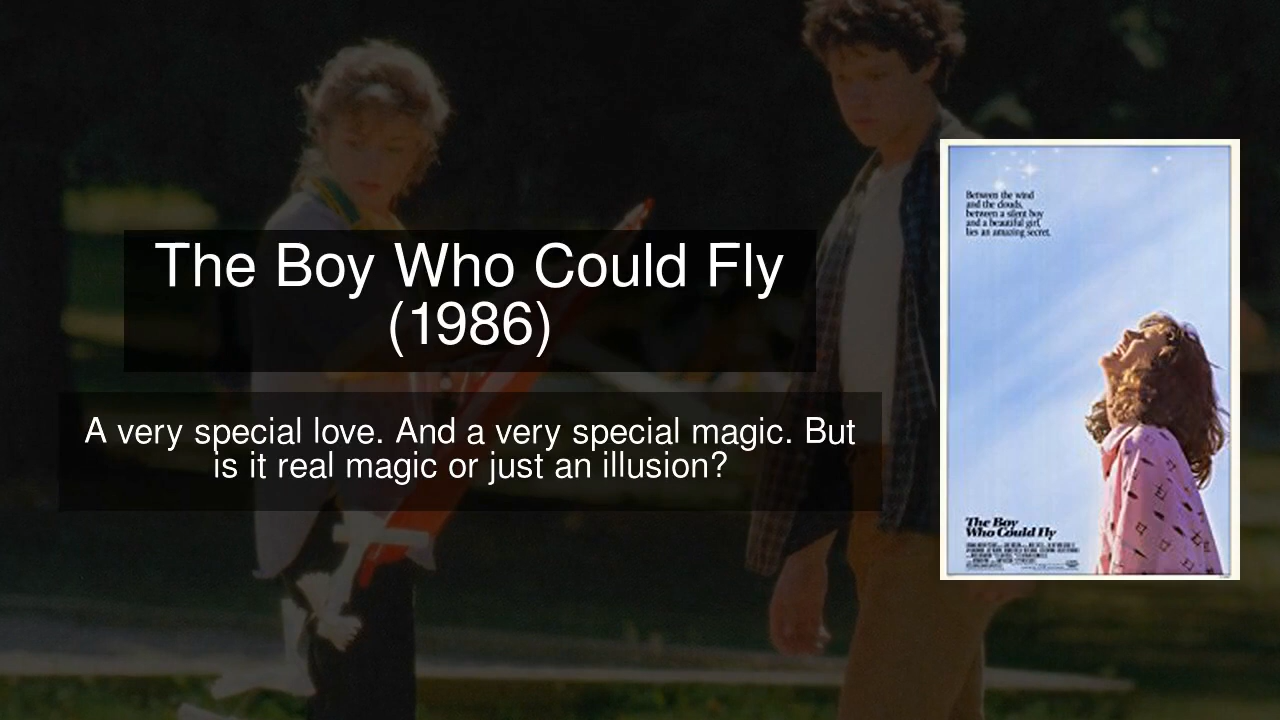 The Boy Who Could Fly
(1986)
A very special love. And a very special magic. But
is it real magic or just an illusion?
Between the wind
and the clouds,
between a silent boy
and a beautiful girl,
lies an amazing secret.
The Boy
Who Could Fly